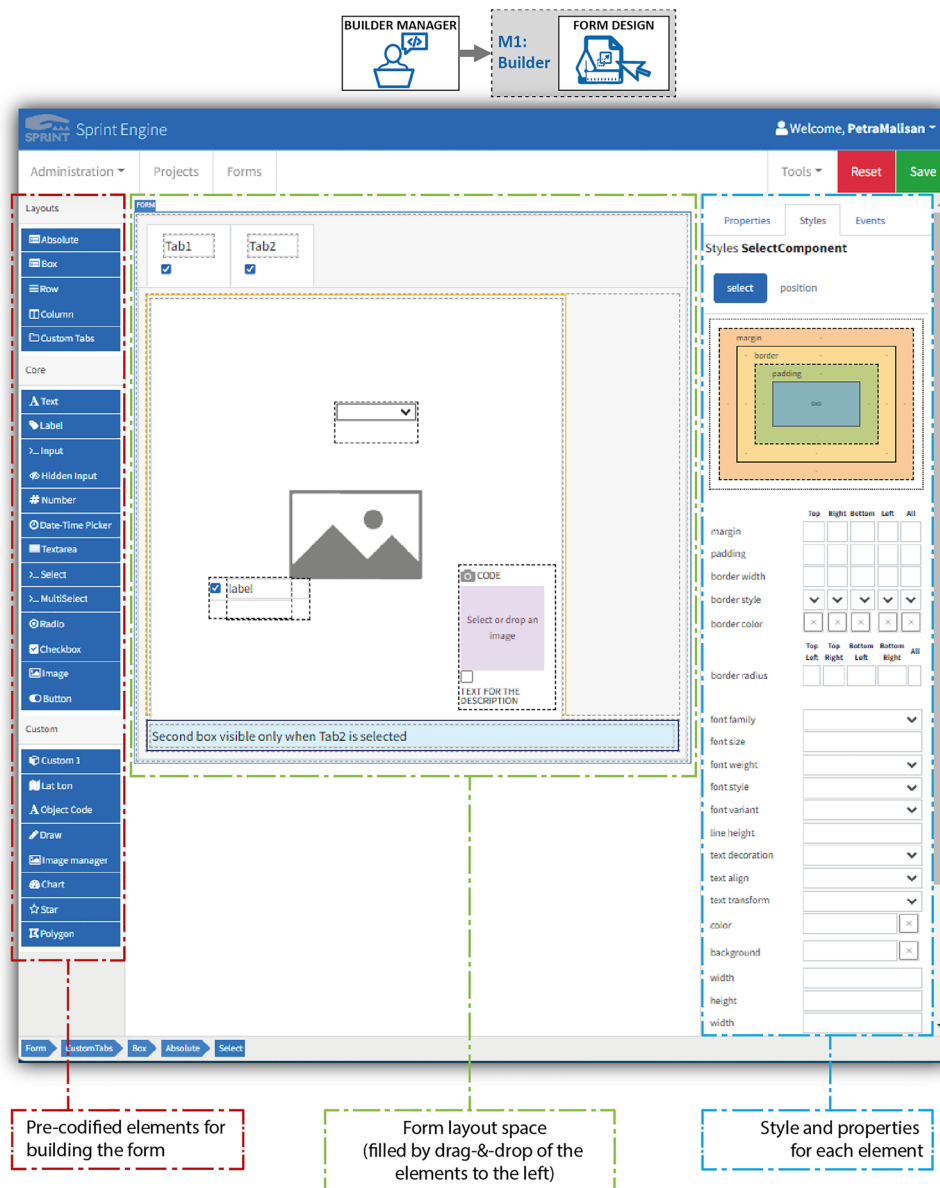 BUILDER MANAGER
M1:
Builder
FORM DESIGN
SPRINT Sprint Engine
Welcome, PetraMalisan
Administration Projects Forms Tools Reset Save
Layouts
Absolute
Box
Row
Column
Custom Tabs
Core
Text
Label
Input
Hidden Input
Number
Date-Time Picker
Textarea
Select
MultiSelect
Radio
Checkbox
Image
Button
Custom
Custom 1
Lat Lon
Object Code
Draw
Image manager
Chart
Star
Polygon
FORM
Tab1 Tab2
label
CODE
Select or drop an
image
TEXT FOR THE
DESCRIPTION
Second box visible only when Tab2 is selected
Properties Styles Events
Styles SelectComponent
select position
margin
border
padding
0x0
Top Right Bottom Left All
margin
padding
border width
border style
border color
Top Left Top Right Bottom Left Bottom Right All
border radius
font family
font size
font weight
font style
font variant
line height
text decoration
text align
text transform
color
background
width
height
width
Form CustomTabs Box Absolute Select
Pre-codified elements for
building the form
Form layout space
(filled by drag-&-drop of the
elements to the left)
Style and properties
for each element